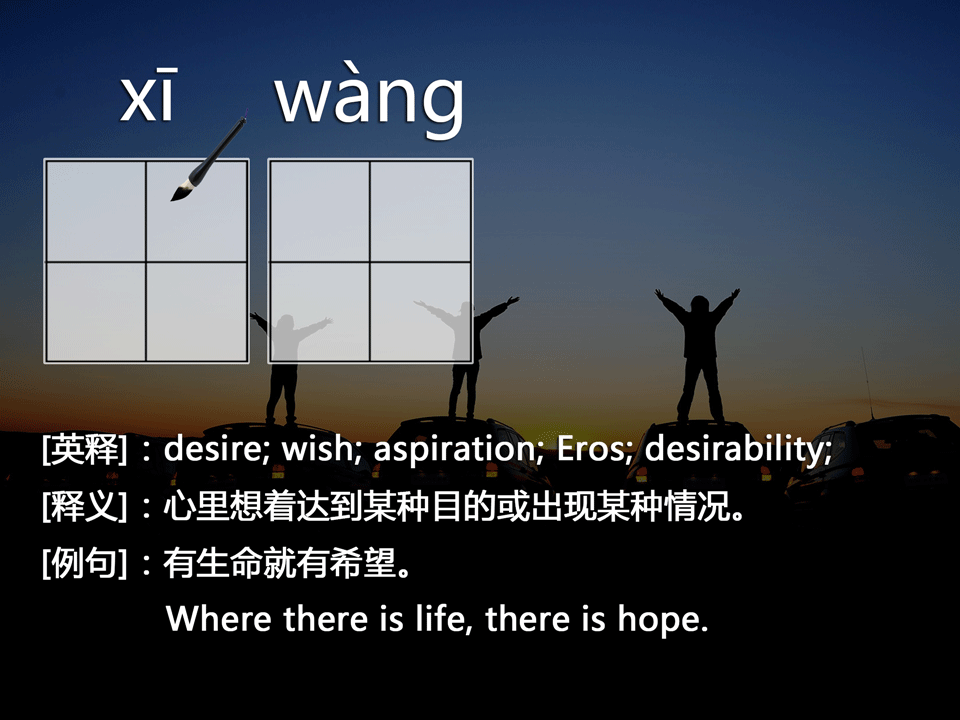 xī wàng
[英释]：desire; wish; aspiration; Eros; desirability;
[释义]：心里想着达到某种目的或出现某种情况。
[例句]：有生命就有希望。
Where there is life, there is hope.